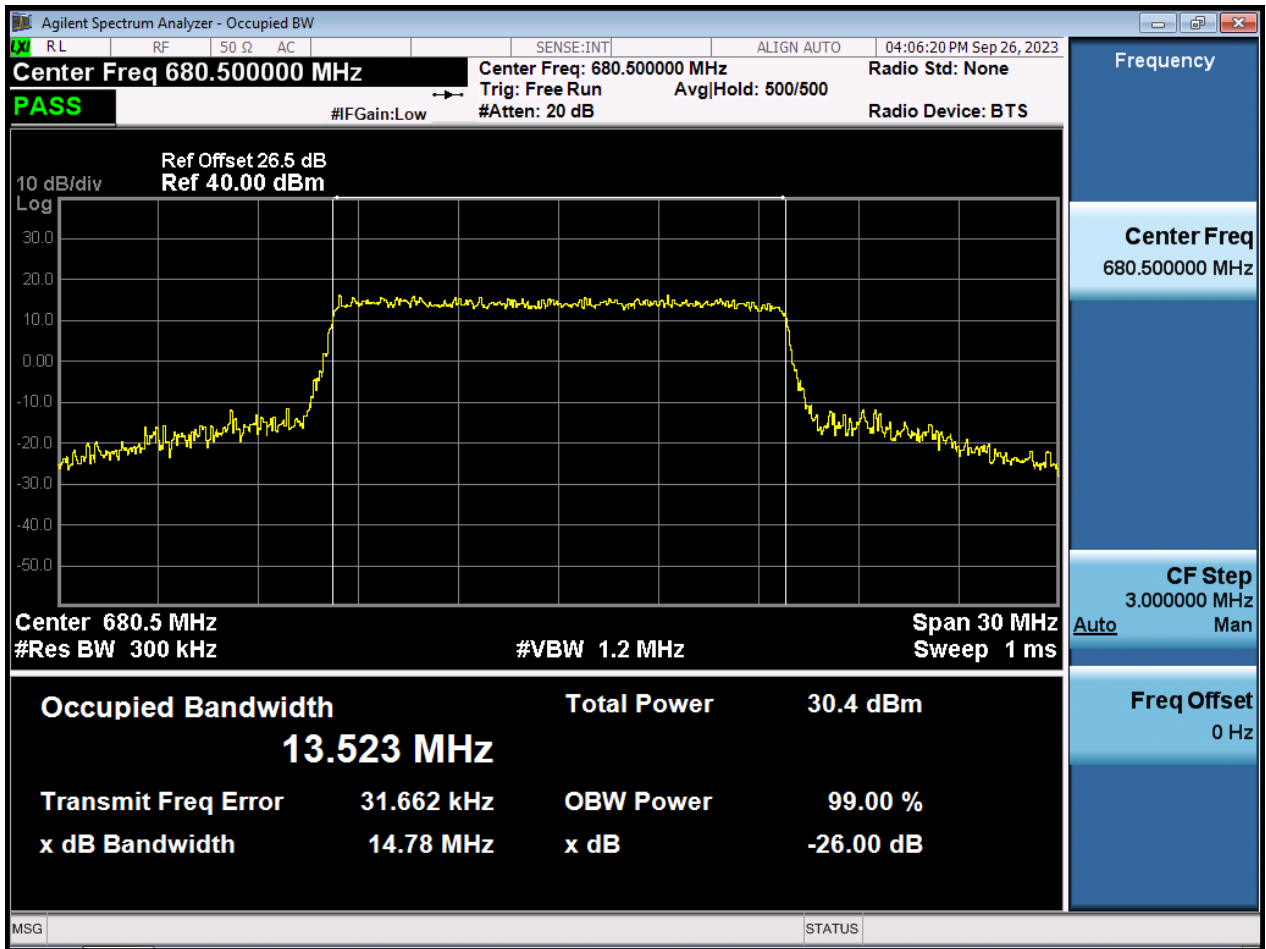 Agilent Spectrum Analyzer - Occupied BW
LXI RL RF 50 Ω AC SENSE:INT ALIGN AUTO 04:06:20 PM Sep 26, 2023
Center Freq 680.500000 MHz
PASS
#IFGain:Low
Center Freq: 680.500000 MHz
Trig: Free Run Avg|Hold: 500/500
#Atten: 20 dB
Radio Std: None
Radio Device: BTS
Ref Offset 26.5 dB
10 dB/div Ref 40.00 dBm
Log
30.0
20.0
10.0
0.00
-10.0
-20.0
-30.0
-40.0
-50.0
Center 680.5 MHz Span 30 MHz
#Res BW 300 kHz #VBW 1.2 MHz Sweep 1 ms
Occupied Bandwidth Total Power 30.4 dBm
13.523 MHz
Transmit Freq Error 31.662 kHz OBW Power 99.00 %
x dB Bandwidth 14.78 MHz x dB -26.00 dB
Frequency
Center Freq
680.500000 MHz
CF Step
3.000000 MHz
Auto Man
Freq Offset
0 Hz
MSG STATUS